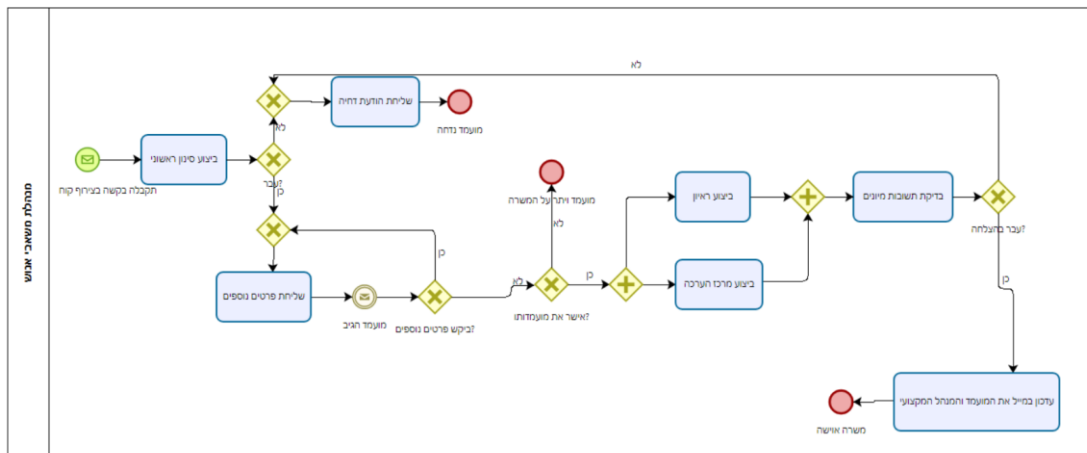 מנהלת משאבי אנוש
לא
שליחת הודעת דחיה
מועמד נדחה
לא
ביצוע סינון ראשוני
עבר?
תקבלה בקשה בצירוף קוח
כן
מועמד ויתר על המשרה
לא
ביצוע ראיון
בדיקת תשובות מיונים
עבר בהצלחה?
כן
שליחת פרטים נוספים
מועמד הגיב
ביקש פרטים נוספים?
לא
אישר את מועמדותו?
כן
ביצוע מרכז הערכה
כן
עדכון במייל את המועמד והמנהל המקצועי
משרה אוישה